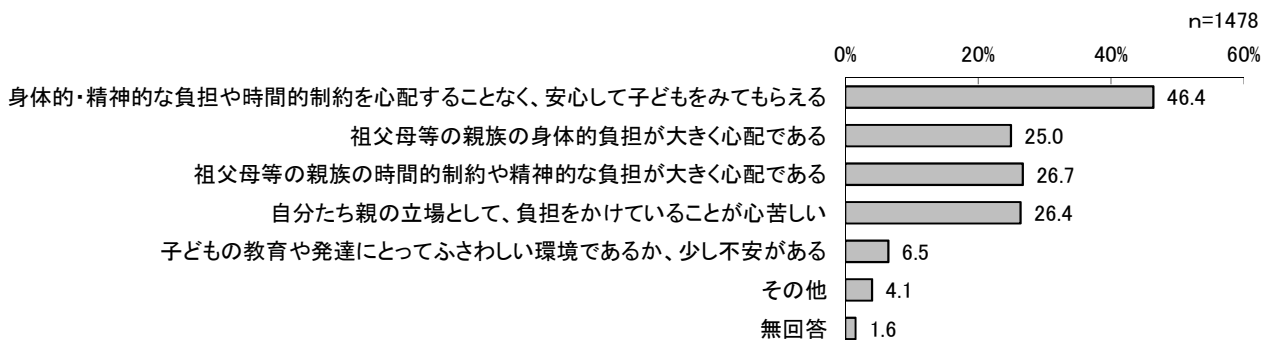 n=1478
0% 20% 40% 60%
身体的・精神的な負担や時間的制約を心配することなく、安心して子どもをみてもらえる 46.4
祖父母等の親族の身体的負担が大きく心配である 25.0
祖父母等の親族の時間的制約や精神的な負担が大きく心配である 26.7
自分たち親の立場として、負担をかけていることが心苦しい 26.4
子どもの教育や発達にとってふさわしい環境であるか、少し不安がある 6.5
その他 4.1
無回答 1.6